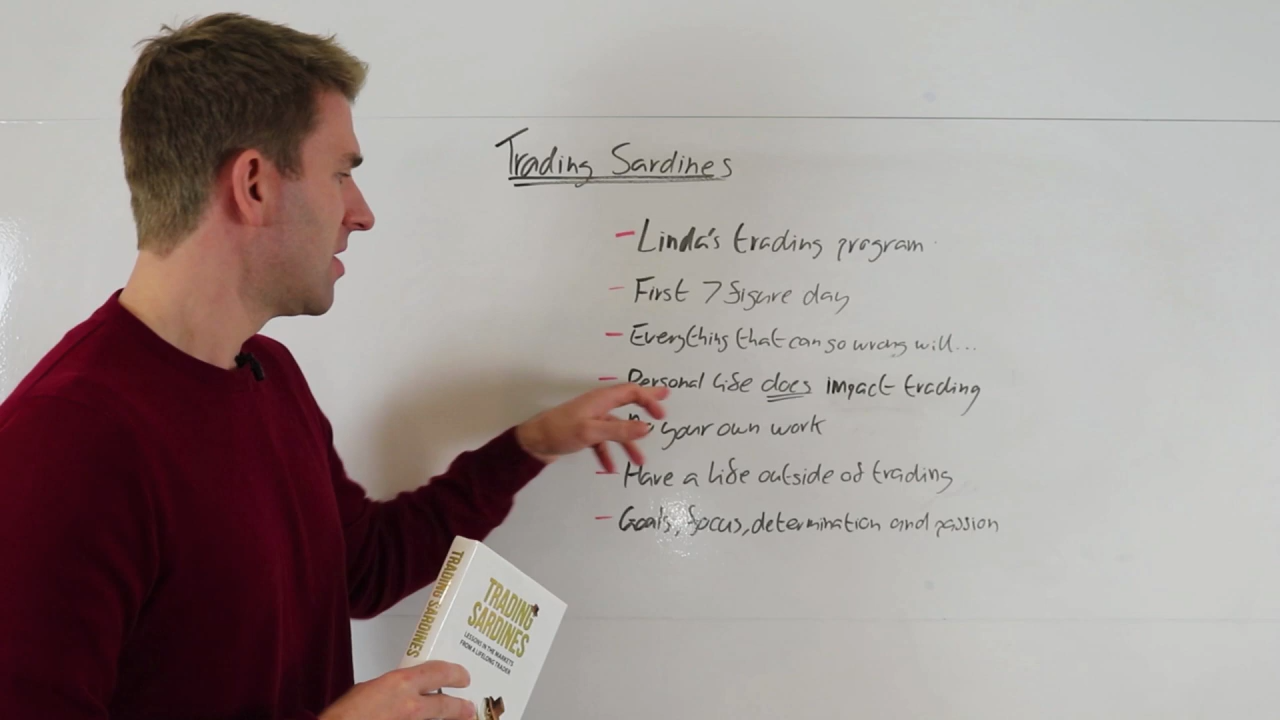 Trading Sardines
- Linda's trading program
- First 7 figure day
- Everything that can go wrong will...
- Personal life does impact trading
your own work
- Have a life outside of trading
- Goals, focus, determination and passion
TRADING SARDINES
TRADING
SARDINES
LESSONS IN THE MARKETS
FROM A LIFELONG TRADER